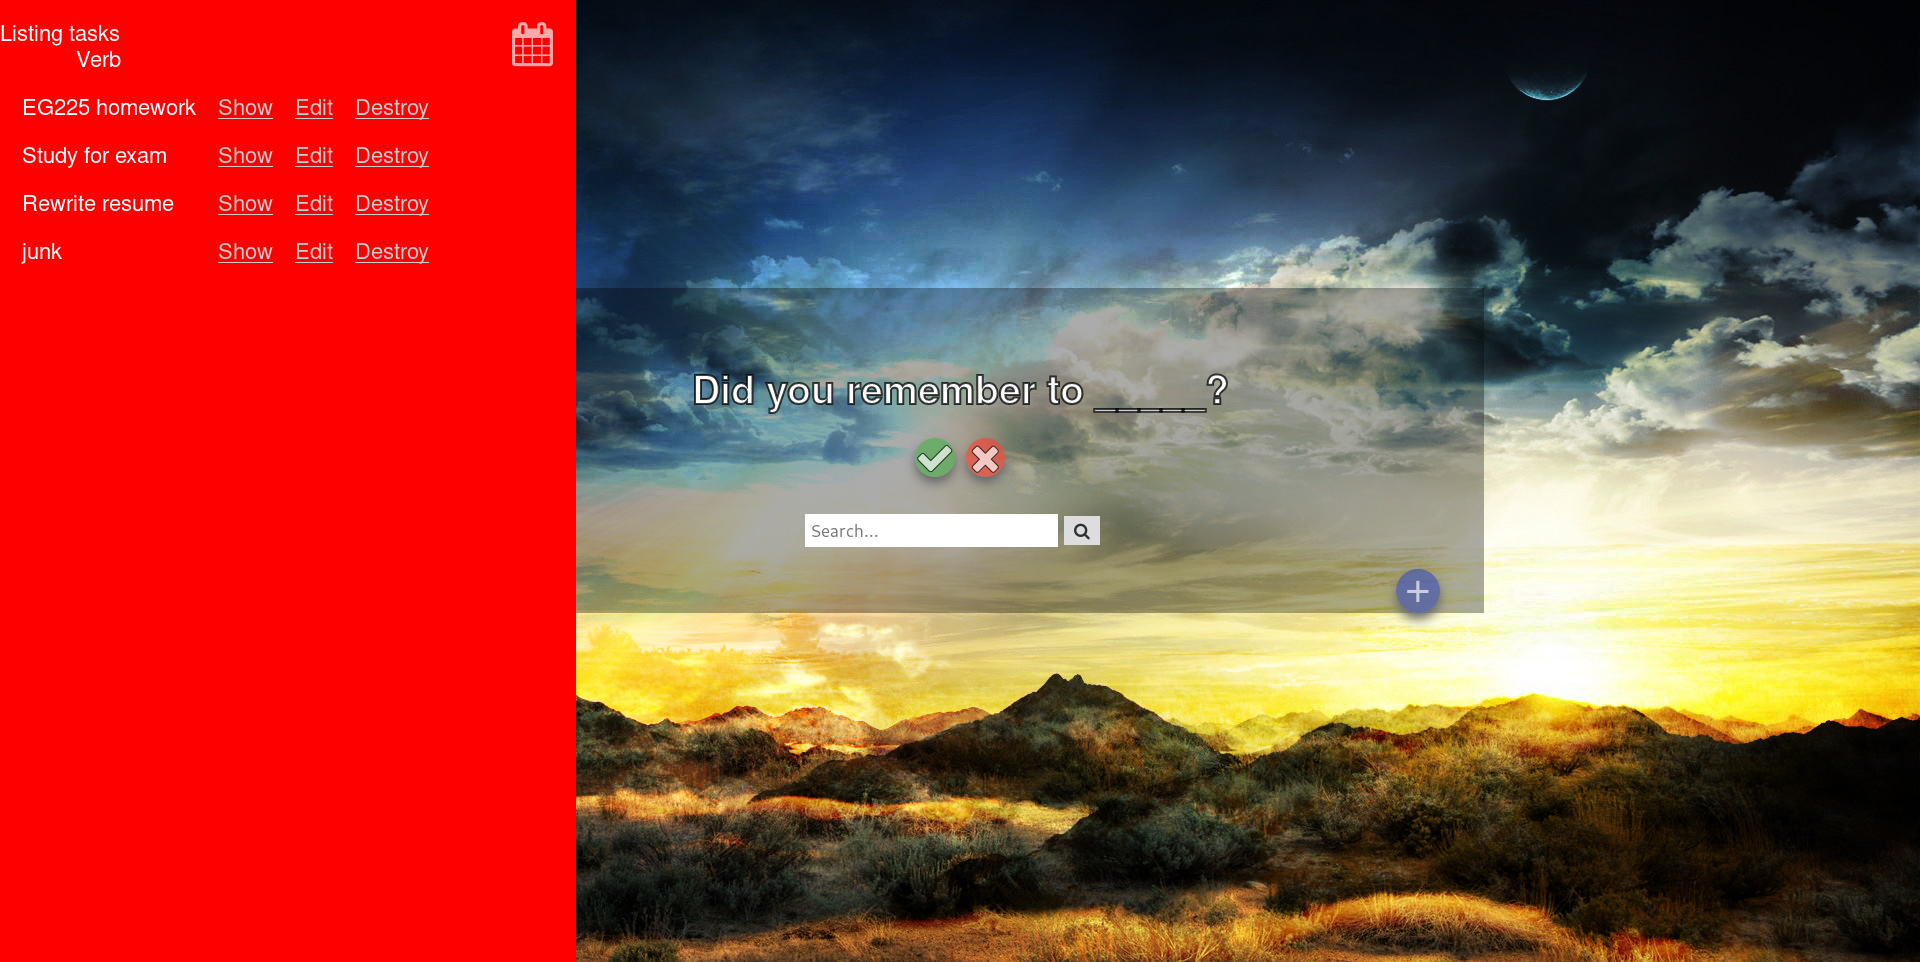 Listing tasks
Verb
EG225 homework Show Edit Destroy
Study for exam Show Edit Destroy
Rewrite resume Show Edit Destroy
junk Show Edit Destroy
Did you remember to _____?
Search...